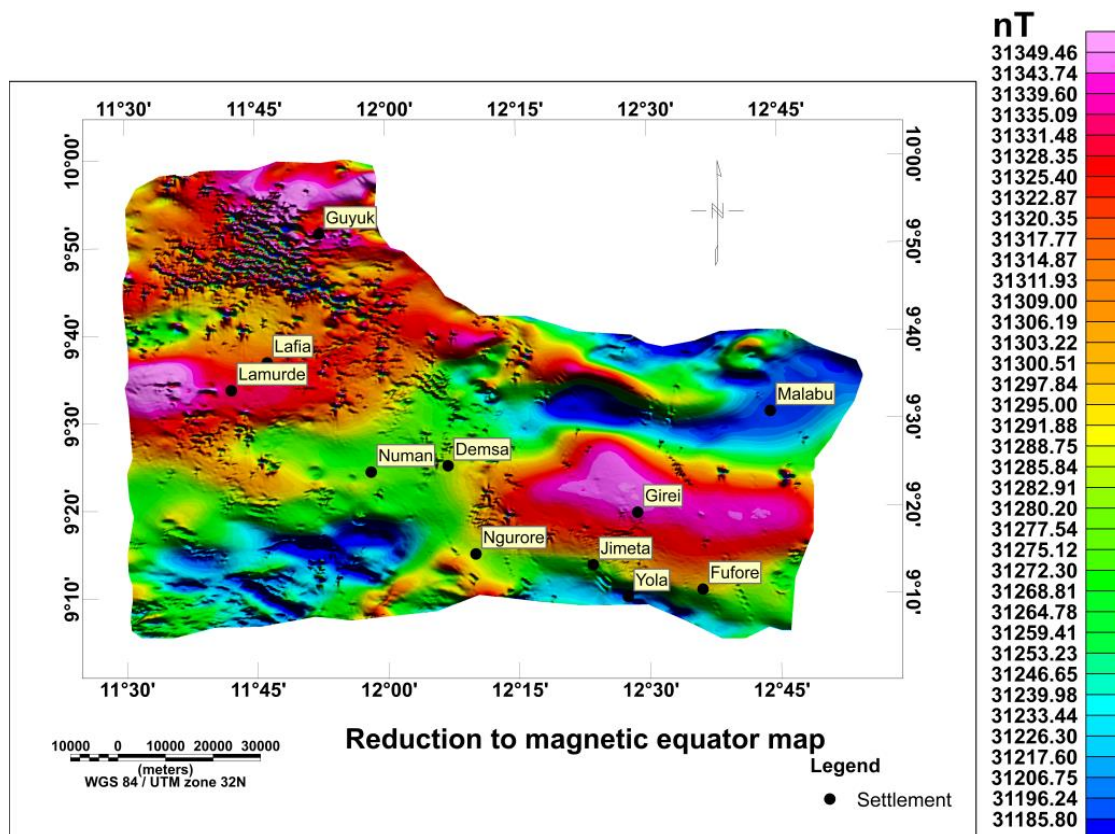 nT
31349.46
31343.74
31339.60
31335.09
31331.48
31328.35
31325.40
31322.87
31320.35
31317.77
31314.87
31311.93
31309.00
31306.19
31303.22
31300.51
31297.84
31295.00
31291.88
31288.75
31285.84
31282.91
31280.20
31277.54
31275.12
31272.30
31268.81
31264.78
31259.41
31253.23
31246.65
31239.98
31233.44
31226.30
31217.60
31206.75
31196.24
31185.80
11°30' 11°45' 12°00' 12°15' 12°30' 12°45'
10°00' 10°00'
N
Guyuk
9°50' 9°50'
9°40' 9°40'
Lafia
Lamurde
Malabu
9°30' 9°30'
Numan Demsa
Girei
9°20' 9°20'
Ngurore Jimeta
Yola Fufore
9°10' 9°10'
11°30' 11°45' 12°00' 12°15' 12°30' 12°45'
Reduction to magnetic equator map
10000 0 10000 20000 30000
(meters)
WGS 84 / UTM zone 32N
Legend
Settlement